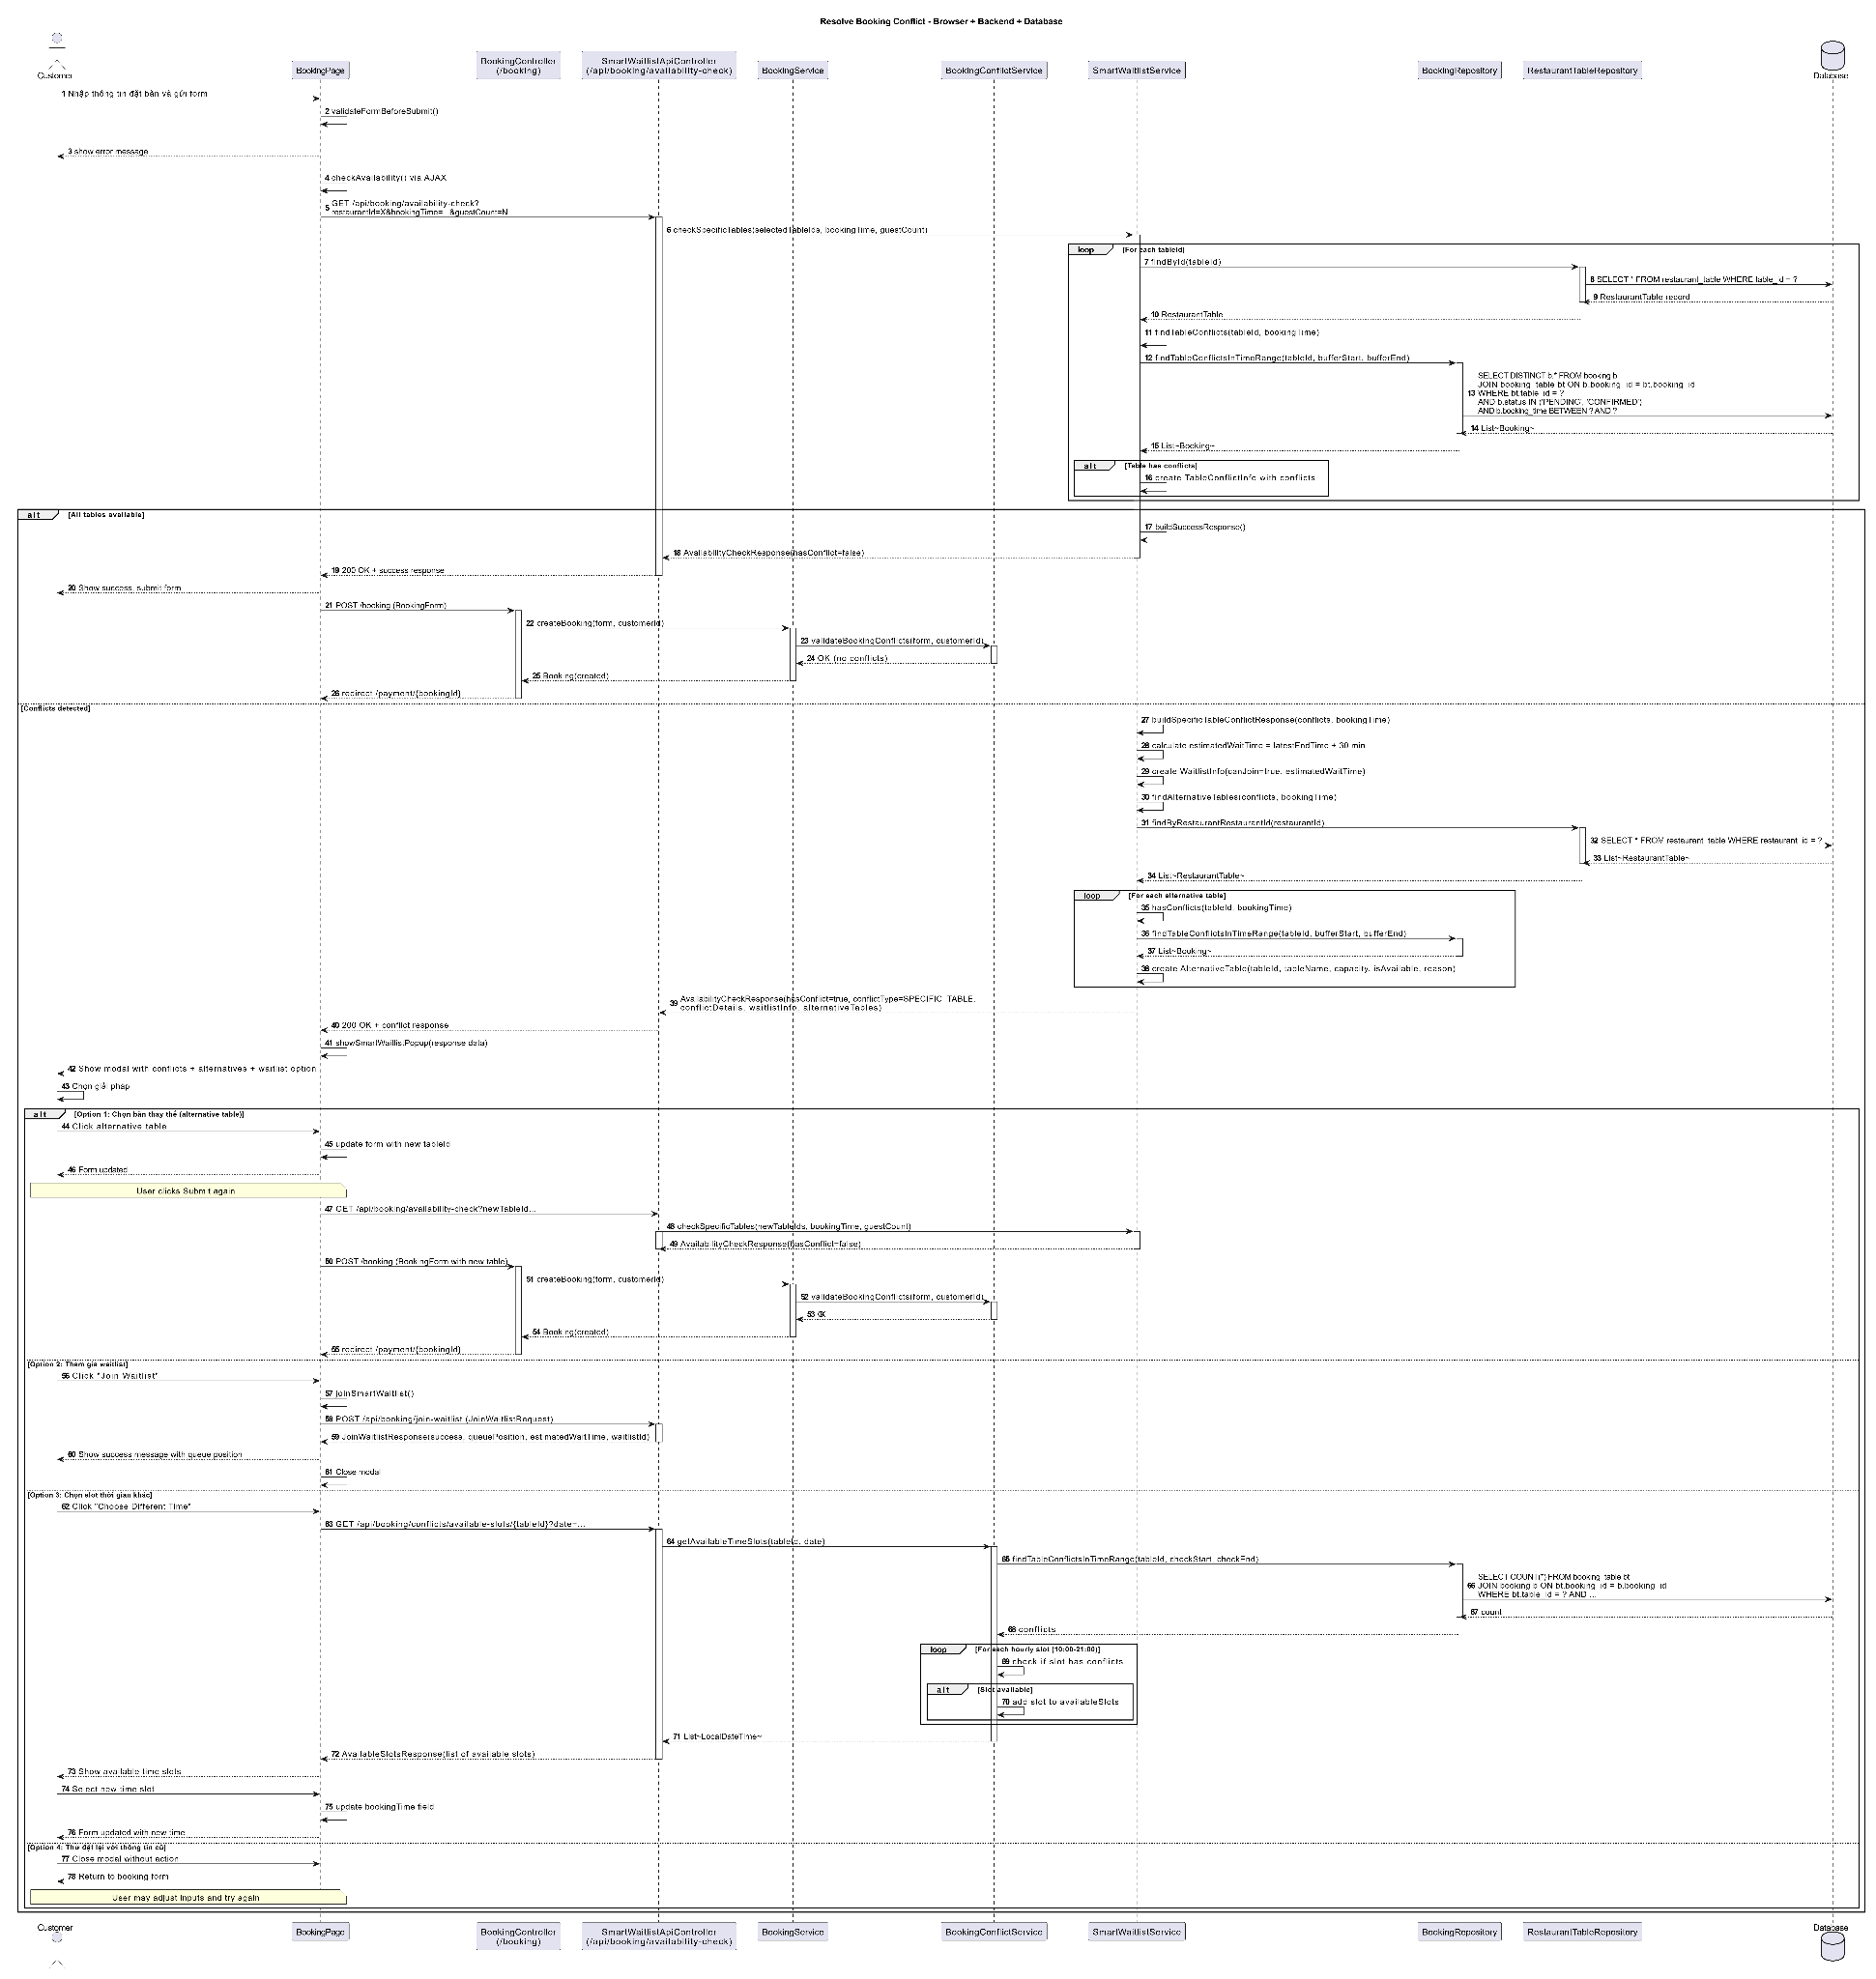 Resolve Booking Conflict - Browser + Backend + Database
Customer
BookingPage
BookingController
(/booking)
SmartWaitlistApiController
(/api/booking/availability-check)
BookingService
BookingConflictService
SmartWaitlistService
BookingRepository
RestaurantTableRepository
Database
1 Nhập thông tin đặt bàn và gửi form
2 validateFormBeforeSubmit()
3 show error message
4 checkAvailability() via AJAX
5 GET /api/booking/availability-check?
restaurantId=X&bookingTime=...&guestCount=N
6 checkSpecificTables(selectedTableIds, bookingTime, guestCount)
loop [For each tableId]
7 findById(tableId)
8 SELECT * FROM restaurant_table WHERE table_id = ?
9 RestaurantTable record
10 RestaurantTable
11 findTableConflicts(tableId, bookingTime)
12 findTableConflictsInTimeRange(tableId, bufferStart, bufferEnd)
SELECT DISTINCT b.* FROM booking b
JOIN booking_table bt ON b.booking_id = bt.booking_id
13 WHERE bt.table_id = ?
AND b.status IN ('PENDING', 'CONFIRMED')
AND b.booking_time BETWEEN ? AND ?
14 List~Booking~
15 List~Booking~
alt [Table has conflicts]
16 create TableConflictInfo with conflicts
alt [All tables available]
17 buildSuccessResponse()
18 AvailabilityCheckResponse(hasConflict=false)
19 200 OK + success response
20 Show success, submit form
21 POST /booking (BookingForm)
22 createBooking(form, customerId)
23 validateBookingConflicts(form, customerId)
24 OK (no conflicts)
25 Booking(created)
26 redirect /payment/{bookingId}
[Conflicts detected]
27 buildSpecificTableConflictResponse(conflicts, bookingTime)
28 calculate estimatedWaitTime = latestEndTime + 30 min
29 create WaitlistInfo(canJoin=true, estimatedWaitTime)
30 findAlternativeTables(conflicts, bookingTime)
31 findByRestaurantRestaurantId(restaurantId)
32 SELECT * FROM restaurant_table WHERE restaurant_id = ?
33 List~RestaurantTable~
34 List~RestaurantTable~
loop [For each alternative table]
35 hasConflicts(tableId, bookingTime)
36 findTableConflictsInTimeRange(tableId, bufferStart, bufferEnd)
37 List~Booking~
38 create AlternativeTable(tableId, tableName, capacity, isAvailable, reason)
39 AvailabilityCheckResponse(hasConflict=true, conflictType=SPECIFIC_TABLE,
conflictDetails, waitlistInfo, alternativeTables)
40 200 OK + conflict response
41 showSmartWaitlistPopup(response data)
42 Show modal with conflicts + alternatives + waitlist option
43 Chọn giải pháp
alt [Option 1: Chọn bàn thay thế (alternative table)]
44 Click alternative table
45 update form with new tableId
46 Form updated
User clicks Submit again
47 GET /api/booking/availability-check?newTableId...
48 checkSpecificTables(newTableIds, bookingTime, guestCount)
49 AvailabilityCheckResponse(hasConflict=false)
50 POST /booking (BookingForm with new table)
51 createBooking(form, customerId)
52 validateBookingConflicts(form, customerId)
53 OK
54 Booking(created)
55 redirect /payment/{bookingId}
[Option 2: Tham gia waitlist]
56 Click "Join Waitlist"
57 joinSmartWaitlist()
58 POST /api/booking/join-waitlist (JoinWaitlistRequest)
59 JoinWaitlistResponse(success, queuePosition, estimatedWaitTime, waitlistId)
60 Show success message with queue position
61 Close modal
[Option 3: Chọn slot thời gian khác]
62 Click "Choose Different Time"
63 GET /api/booking/conflicts/available-slots/{tableId}?date=...
64 getAvailableTimeSlots(tableId, date)
65 findTableConflictsInTimeRange(tableId, checkStart, checkEnd)
SELECT COUNT(*) FROM booking_table bt
66 JOIN booking b ON bt.booking_id = b.booking_id
WHERE bt.table_id = ? AND ...
67 count
68 conflicts
loop [For each hourly slot (10:00-21:00)]
69 check if slot has conflicts
alt [Slot available]
70 add slot to availableSlots
71 List~LocalDateTime~
72 AvailableSlotsResponse(list of available slots)
73 Show available time slots
74 Select new time slot
75 update bookingTime field
76 Form updated with new time
[Option 4: Thử đặt lại với thông tin cũ]
77 Close modal without action
78 Return to booking form
User may adjust inputs and try again
Customer
BookingPage
BookingController
(/booking)
SmartWaitlistApiController
(/api/booking/availability-check)
BookingService
BookingConflictService
SmartWaitlistService
BookingRepository
RestaurantTableRepository
Database